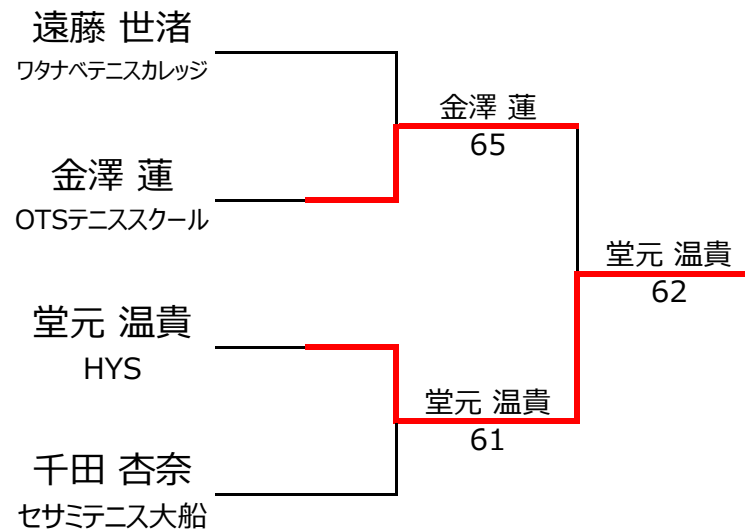 遠藤 世渚
ワタナベテニスカレッジ
金澤 蓮
65
金澤 蓮
OTSテニススクール
堂元 温貴
62
堂元 温貴
HYS
堂元 温貴
61
千田 杏奈
セサミテニス大船